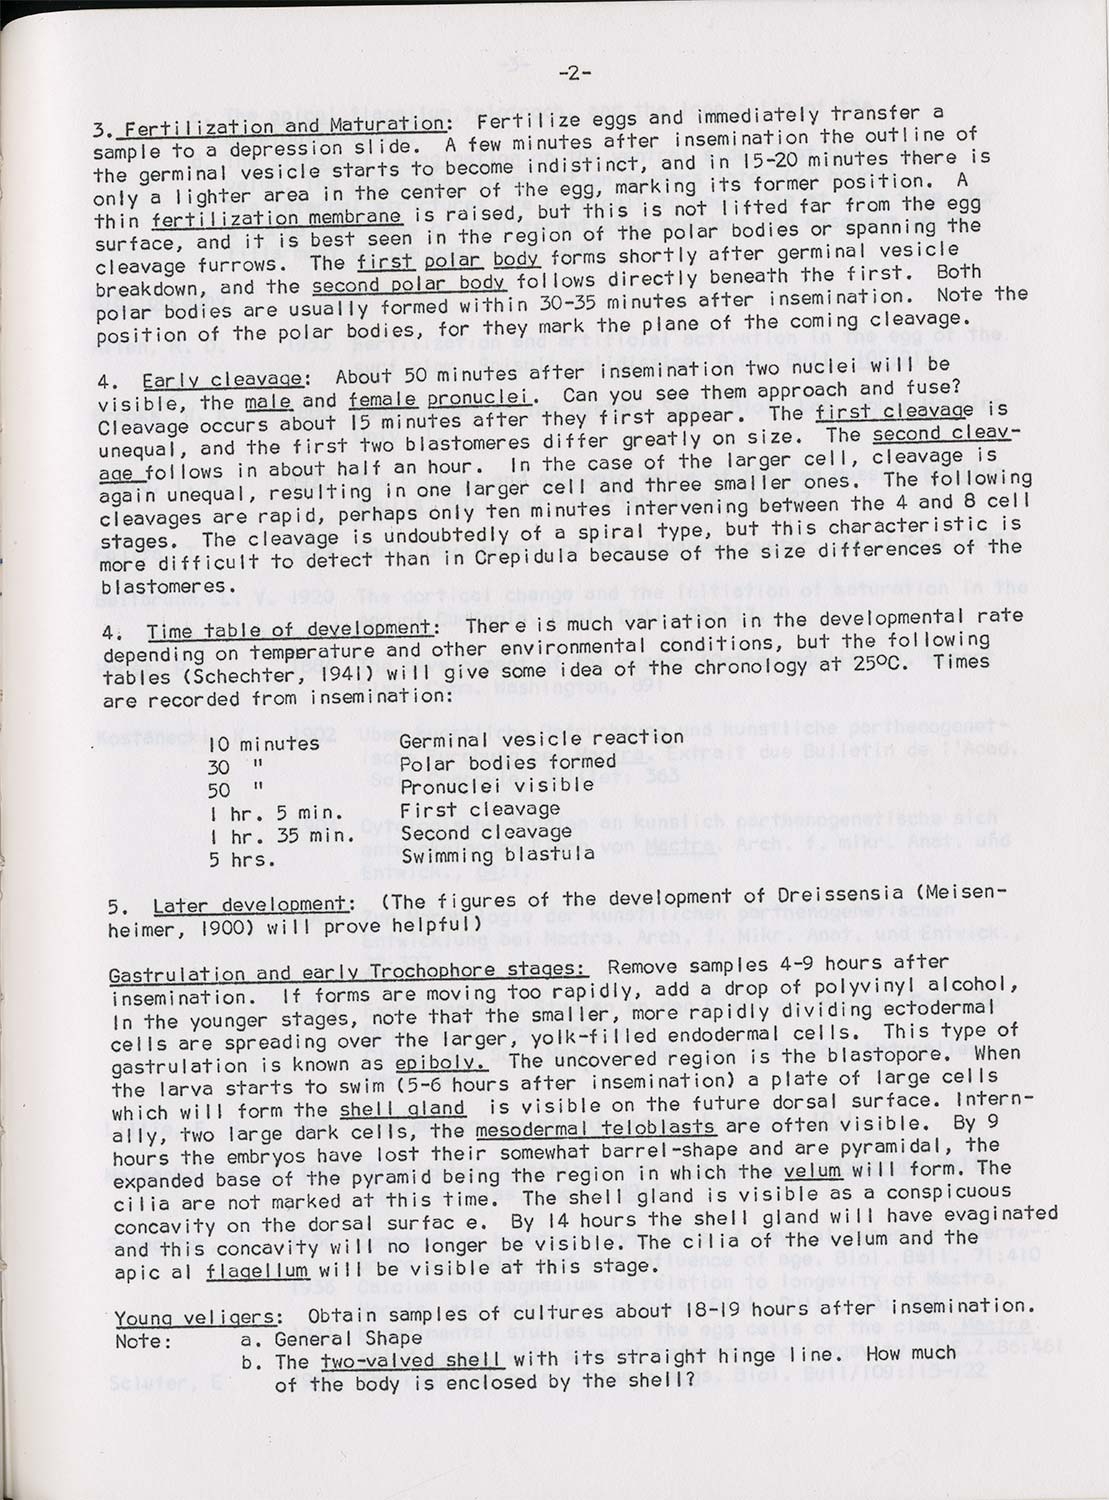 -2-
3. Fertilization and Maturation: Fertilize eggs and immediately transfer a
sample to a depression slide. A few minutes after insemination the outline of
the germinal vesicle starts to become indistinct, and in 15-20 minutes there is
only a lighter area in the center of the egg, marking its former position. A
thin fertilization membrane is raised, but this is not lifted far from the egg
surface, and it is best seen in the region of the polar bodies or spanning the
cleavage furrows. The first polar body forms shortly after germinal vesicle
breakdown, and the second polar body follows directly beneath the first. Both
polar bodies are usually formed within 30-35 minutes after insemination. Note the
position of the polar bodies, for they mark the plane of the coming cleavage.
4. Early cleavage: About 50 minutes after insemination two nuclei will be
visible, the male and female pronuclei. Can you see them approach and fuse?
Cleavage occurs about 15 minutes after they first appear. The first cleavage is
unequal, and the first two blastomeres differ greatly on size. The second cleav-
age follows in about half an hour. In the case of the larger cell, cleavage is
again unequal, resulting in one larger cell and three smaller ones. The following
cleavages are rapid, perhaps only ten minutes intervening between the 4 and 8 cell
stages. The cleavage is undoubtedly of a spiral type, but this characteristic is
more difficult to detect than in Crepidula because of the size differences of the
blastomeres.
4. Time table of development: There is much variation in the developmental rate
depending on temperature and other environmental conditions, but the following
tables (Schechter, 1941) will give some idea of the chronology at 25ºC. Times
are recorded from insemination:
10 minutes Germinal vesicle reaction
30 " Polar bodies formed
50 " Pronuclei visible
1 hr. 5 min. First cleavage
1 hr. 35 min. Second cleavage
5 hrs. Swimming blastula
5. Later development: (The figures of the development of Dreissensia (Meisen-
heimer, 1900) will prove helpful)
Gastrulation and early Trochophore stages: Remove samples 4-9 hours after
insemination. If forms are moving too rapidly, add a drop of polyvinyl alcohol,
In the younger stages, note that the smaller, more rapidly dividing ectodermal
cells are spreading over the larger, yolk-filled endodermal cells. This type of
gastrulation is known as epiboly. The uncovered region is the blastopore. When
the larva starts to swim (5-6 hours after insemination) a plate of large cells
which will form the shell gland is visible on the future dorsal surface. Intern-
ally, two large dark cells, the mesodermal teloblasts are often visible. By 9
hours the embryos have lost their somewhat barrel-shape and are pyramidal, the
expanded base of the pyramid being the region in which the velum will form. The
cilia are not marked at this time. The shell gland is visible as a conspicuous
concavity on the dorsal surfac e. By 14 hours the shell gland will have evaginated
and this concavity will no longer be visible. The cilia of the velum and the
apic al flagellum will be visible at this stage.
Young veligers: Obtain samples of cultures about 18-19 hours after insemination.
Note: a. General Shape
b. The two-valved shell with its straight hinge line. How much
of the body is enclosed by the shell?